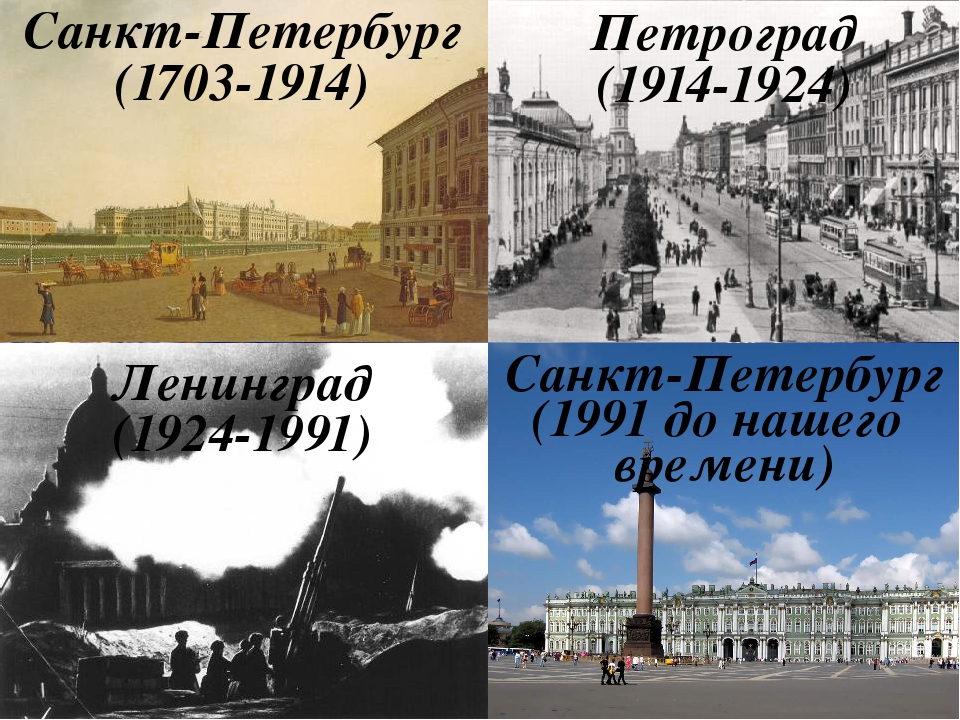 Санкт-Петербург
(1703-1914)
Петроград
(1914-1924)
Ленинград
(1924-1991)
Санкт-Петербург
(1991 до нашего
времени)